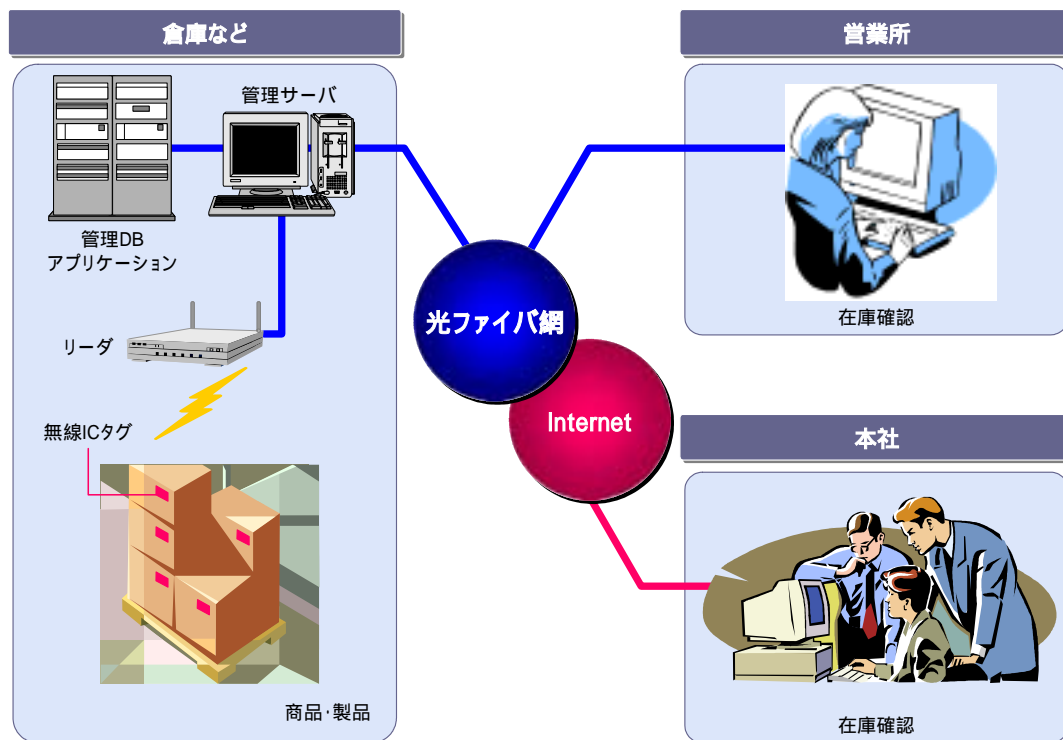 倉庫など
管理サーバ
管理DB
アプリケーション
リーダ
無線ICタグ
商品・製品
光ファイバ網
Internet
営業所
在庫確認
本社
在庫確認